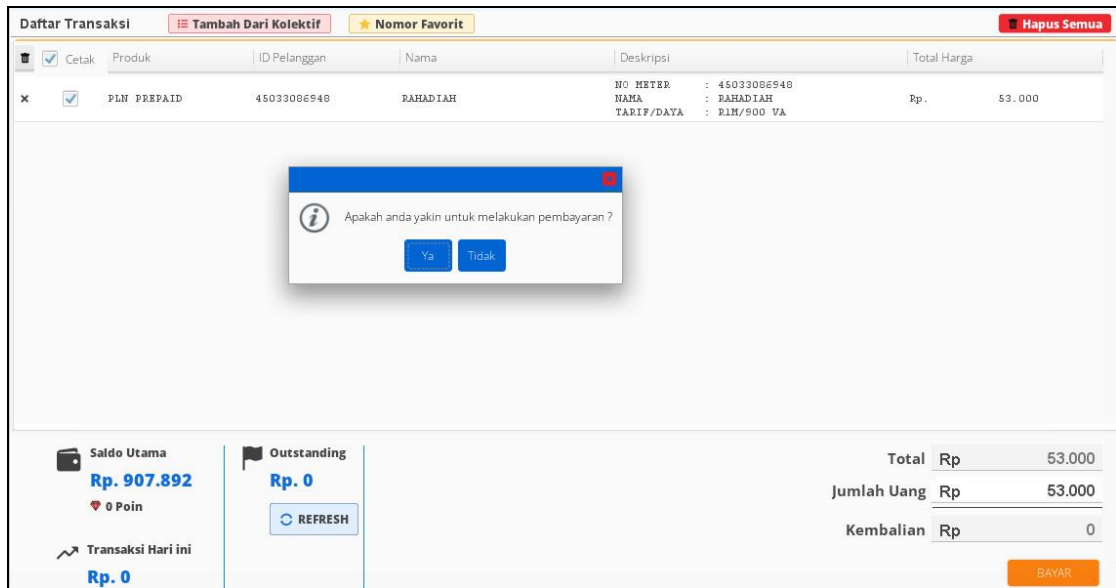 Daftar Transaksi Tambah Dari Kolektif Nomor Favorit Hapus Semua
Cetak Produk ID Pelanggan Nama Deskripsi Total Harga
NO METER : 45033086948
PLN PREPAID 45033086948 RAHADIAH NAMA : RAHADIAH Rp. 53.000
TARIF/DAYA : R1M/900 VA
Apakah anda yakin untuk melakukan pembayaran ?
Ya Tidak
Saldo Utama Outstanding Total Rp 53.000
Rp. 907.892 Rp. 0 Jumlah Uang Rp 53.000
0 Poin REFRESH Kembalian Rp 0
Transaksi Hari ini
Rp. 0 BAYAR